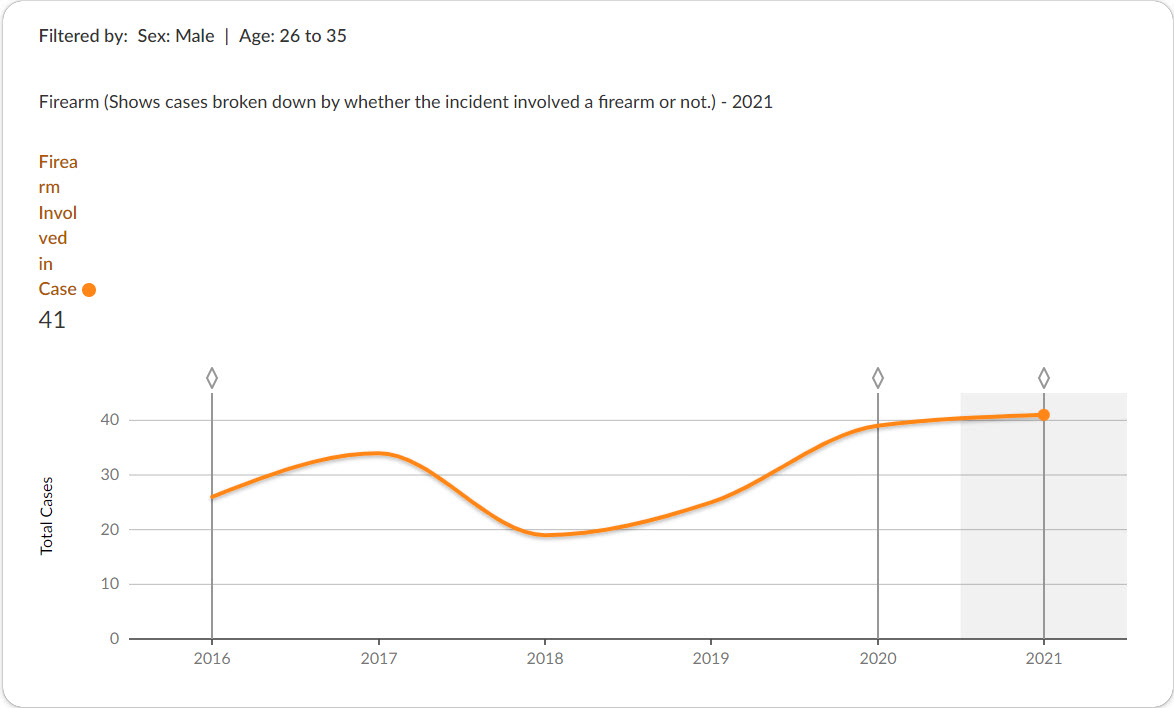 Filtered by: Sex: Male | Age: 26 to 35
Firearm (Shows cases broken down by whether the incident involved a firearm or not.) - 2021
Firea
rm
Invol
ved
in
Case
41
Total Cases
40
30
20
10
0
2016 2017 2018 2019 2020 2021